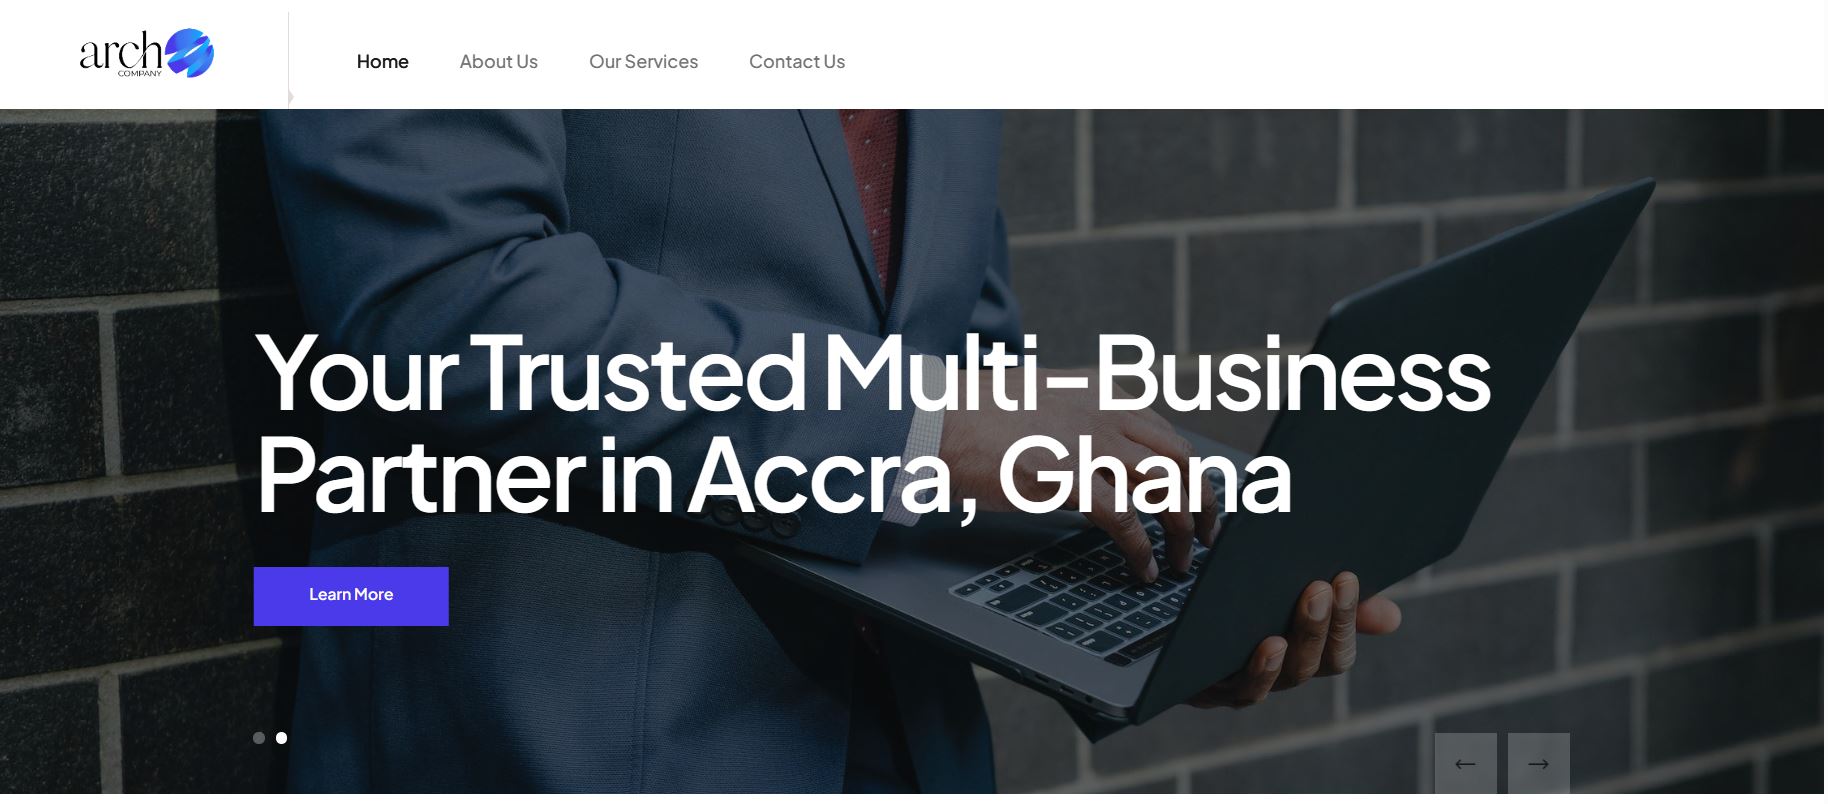 arch
COMPANY
Home About Us Our Services Contact Us
Your Trusted Multi-Business
Partner in Accra, Ghana
Learn More